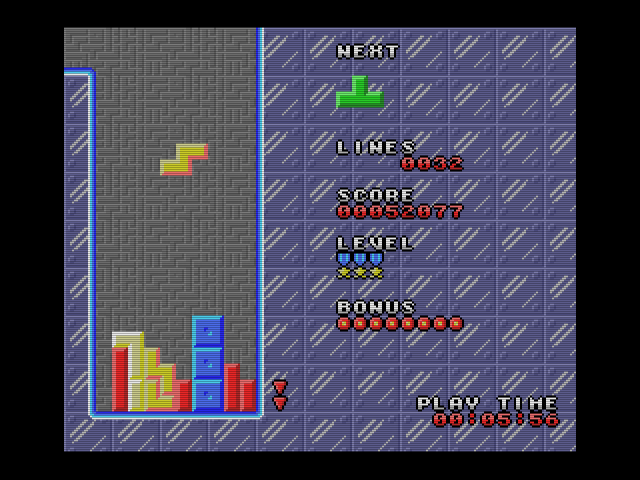 NEXT
LINES
0032
SCORE
00052077
LEVEL
BONUS
PLAY TIME
00:05:56